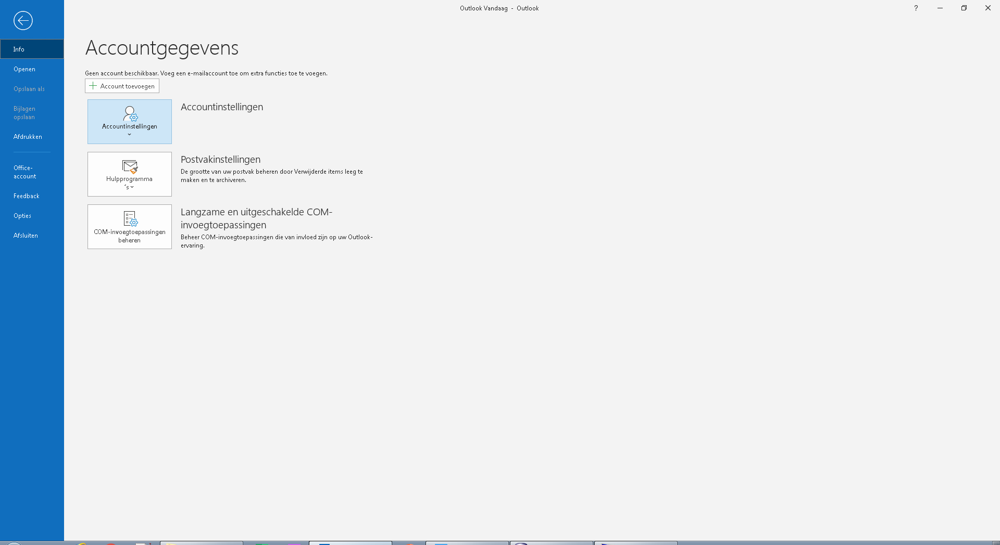 Outlook Vandaag - Outlook
?
Info
Openen
Opslaan als
Bijlagen
opslaan
Afdrukken
Office-
account
Feedback
Opties
Afsluiten
Accountgegevens
Geen account beschikbaar. Voeg een e-mailaccount toe om extra functies toe te voegen.
Account toevoegen
Accountinstellingen
Accountinstellingen
Hulpprogramma
´s
Postvakinstellingen
De grootte van uw postvak beheren door Verwijderde items leeg te
maken en te archiveren.
COM-invoegtoepassingen
beheren
Langzame en uitgeschakelde COM-
invoegtoepassingen
Beheer COM-invoegtoepassingen die van invloed zijn op uw Outlook-
ervaring.